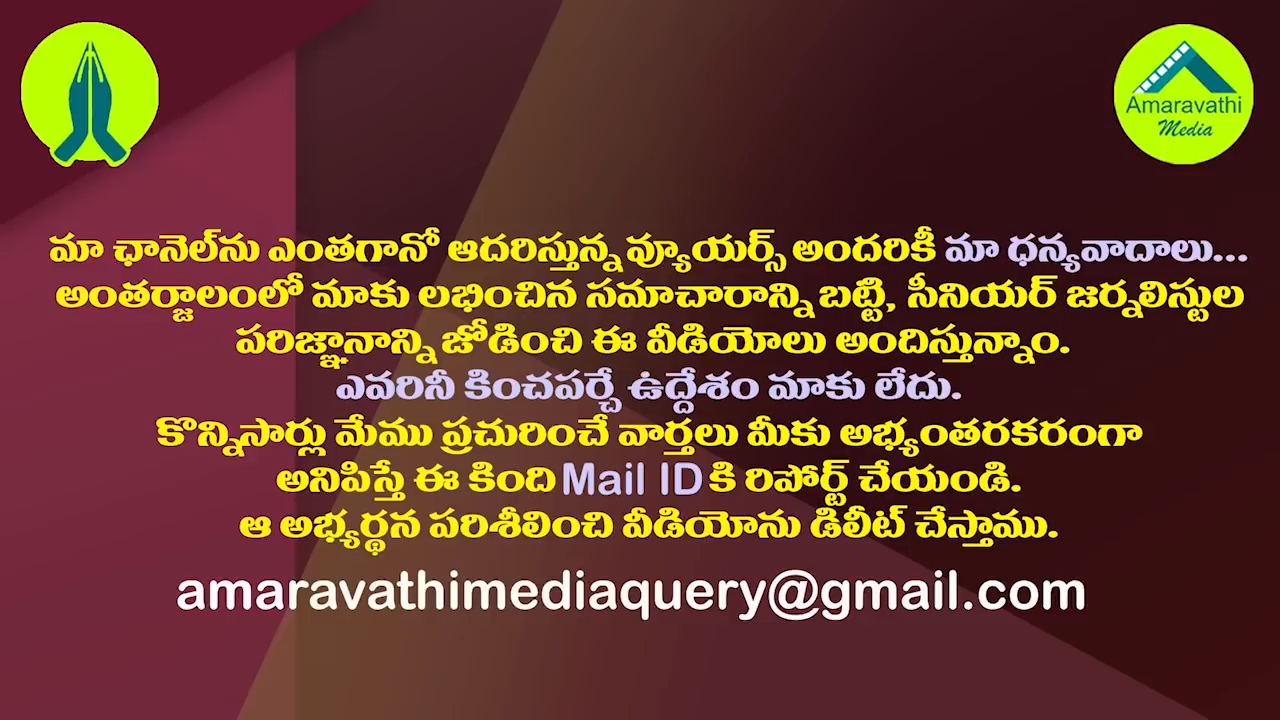 Amaravathi
Media
మా ఛానెల్‌ను ఎంతగానో ఆదరిస్తున్న వ్యూయర్స్ అందరికీ మా ధన్యవాదాలు...
అంతర్జాలంలో మాకు లభించిన సమాచారాన్ని బట్టి, సీనియర్ జర్నలిస్టుల
పరిజ్ఞానాన్ని జోడించి ఈ వీడియోలు అందిస్తున్నాం.
ఎవరినీ కించపర్చే ఉద్దేశం మాకు లేదు.
కొన్నిసార్లు మేము ప్రచురించే వార్తలు మీకు అభ్యంతరకరంగా
అనిపిస్తే ఈ కింది Mail ID కి రిపోర్ట్ చేయండి.
ఆ అభ్యర్థన పరిశీలించి వీడియోను డిలీట్ చేస్తాము.
amaravathimediaquery@gmail.com